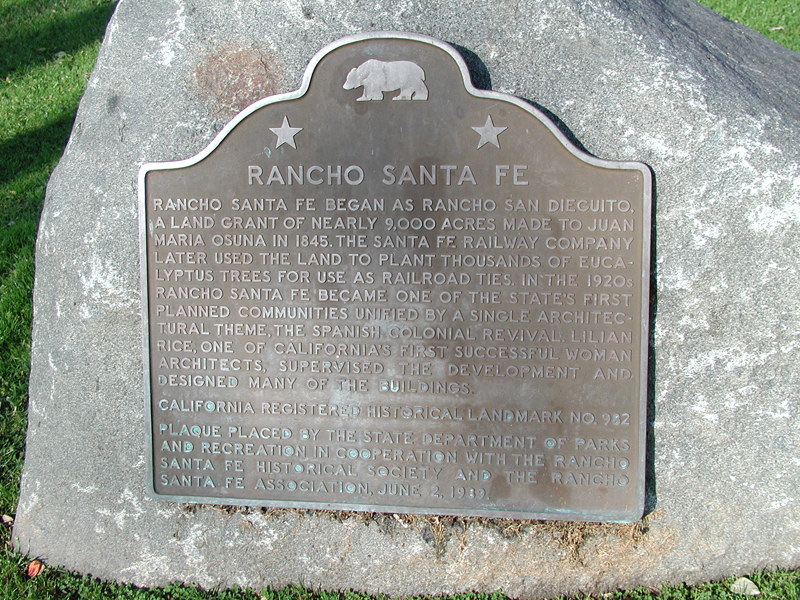 RANCHO SANTA FE
RANCHO SANTA FE BEGAN AS RANCHO SAN DIEGUITO,
A LAND GRANT OF NEARLY 9,000 ACRES MADE TO JUAN
MARIA OSUNA IN 1845. THE SANTA FE RAILWAY COMPANY
LATER USED THE LAND TO PLANT THOUSANDS OF EUCA-
LYPTUS TREES FOR USE AS RAILROAD TIES. IN THE 1920s
RANCHO SANTA FE BECAME ONE OF THE STATE'S FIRST
PLANNED COMMUNITIES UNIFIED BY A SINGLE ARCHITEC-
TURAL THEME, THE SPANISH COLONIAL REVIVAL. LILIAN
RICE, ONE OF CALIFORNIA'S FIRST SUCCESSFUL WOMAN
ARCHITECTS, SUPERVISED THE DEVELOPMENT AND
DESIGNED MANY OF THE BUILDINGS.
CALIFORNIA REGISTERED HISTORICAL LANDMARK NO. 982
PLAQUE PLACED BY THE STATE DEPARTMENT OF PARKS
AND RECREATION IN COOPERATION WITH THE RANCHO
SANTA FE HISTORICAL SOCIETY AND THE RANCHO
SANTA FE ASSOCIATION, JUNE 2, 1989.